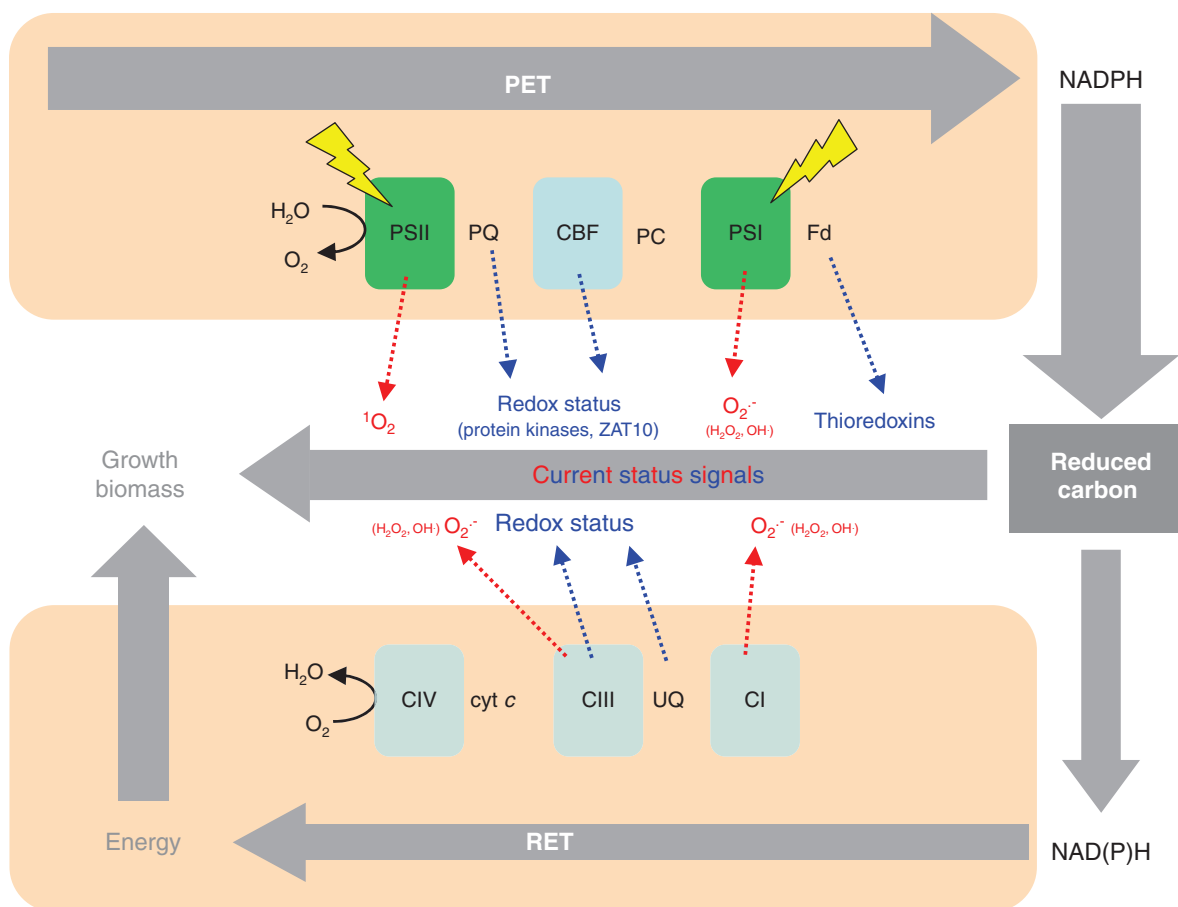 PET
NADPH
H₂O
O₂
PSII
PQ
CBF
PC
PSI
Fd
¹O₂
Redox status
(protein kinases, ZAT10)
O₂·-
(H₂O₂, OH·)
Thioredoxins
Growth
biomass
Current status signals
Reduced
carbon
(H₂O₂, OH·) O₂·-
Redox status
O₂·- (H₂O₂, OH·)
H₂O
O₂
CIV
cyt c
CIII
UQ
CI
Energy
RET
NAD(P)H